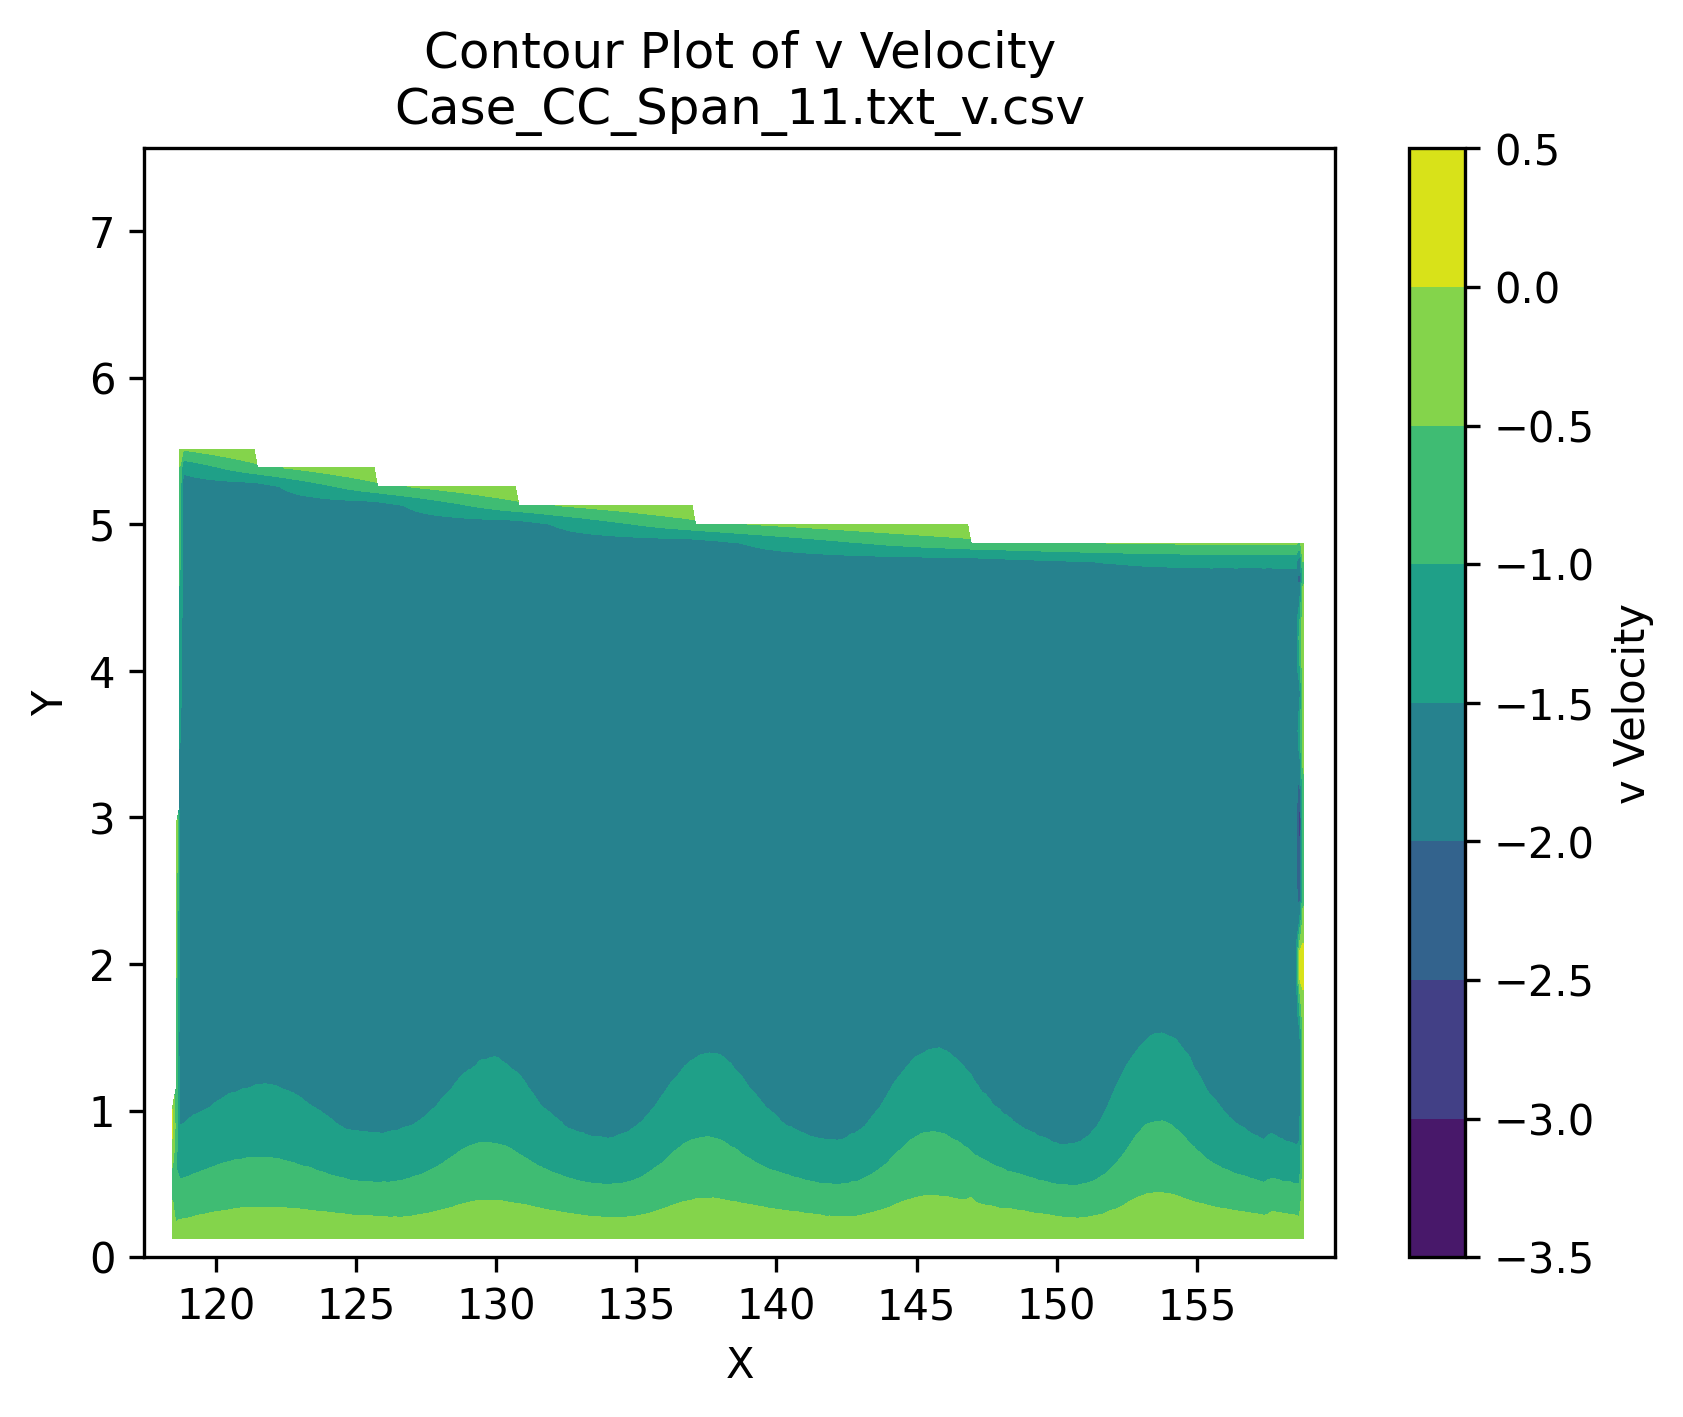 Contour Plot of v Velocity
Case_CC_Span_11.txt_v.csv
7
6
5
4
3
2
1
0
Y
120 125 130 135 140 145 150 155
X
0.5
0.0
−0.5
−1.0
−1.5
−2.0
−2.5
−3.0
−3.5
v Velocity